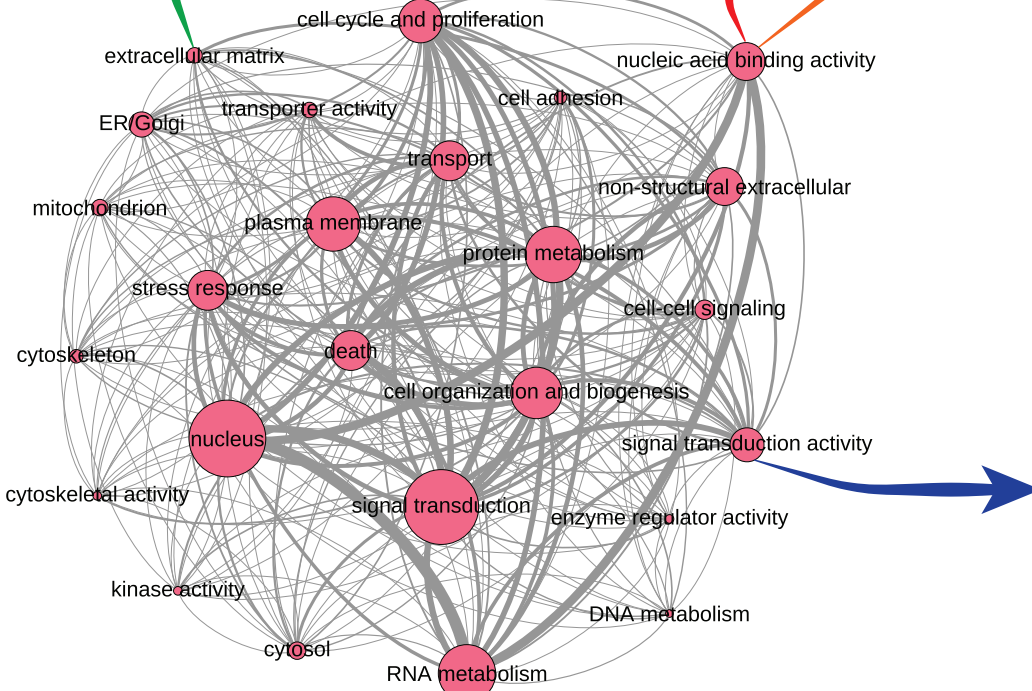 cell cycle and proliferation
extracellular matrix
nucleic acid binding activity
cell adhesion
transporter activity
ER/Golgi
transport
non-structural extracellular
mitochondrion
plasma membrane
protein metabolism
stress response
cell-cell signaling
death
cytoskeleton
cell organization and biogenesis
nucleus
signal transduction activity
cytoskeletal activity
signal transduction
enzyme regulator activity
kinase activity
DNA metabolism
cytosol
RNA metabolism